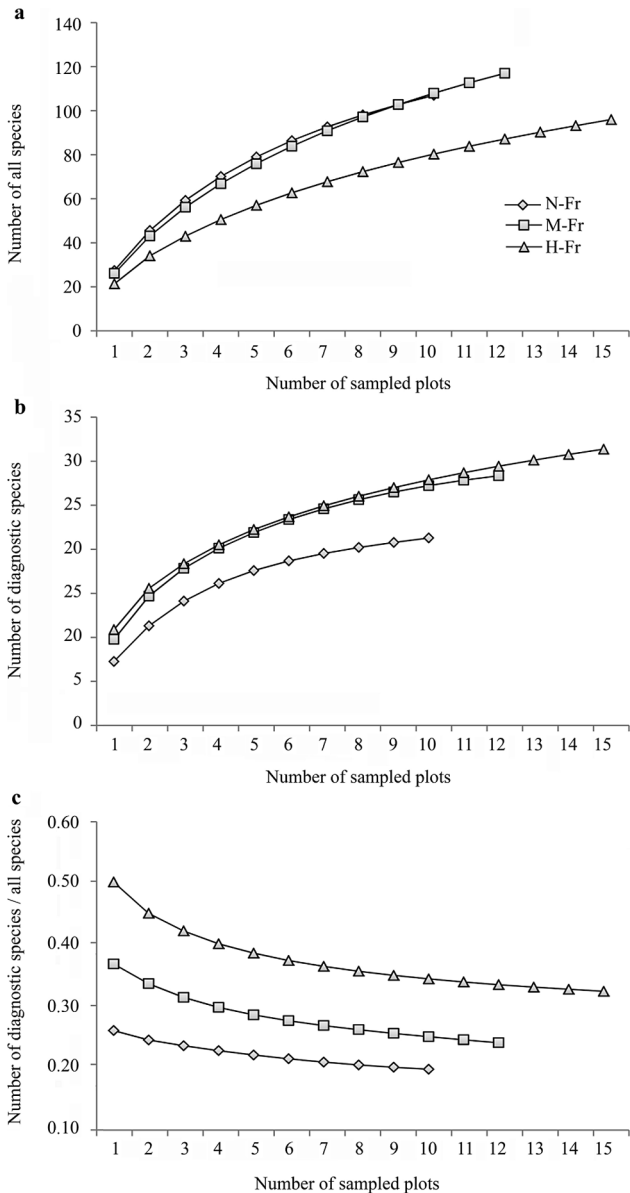 a
140
120
100
80
60
40
20
0
Number of all species
N-Fr
M-Fr
H-Fr
1 2 3 4 5 6 7 8 9 10 11 12 13 14 15
Number of sampled plots
b
35
30
25
20
25
20
5
0
Number of diagnostic species
1 2 3 4 5 6 7 8 9 10 11 12 13 14 15
Number of sampled plots
c
0.60
0.50
0.40
0.30
0.20
0.10
Number of diagnostic species / all species
1 2 3 4 5 6 7 8 9 10 11 12 13 14 15
Number of sampled plots